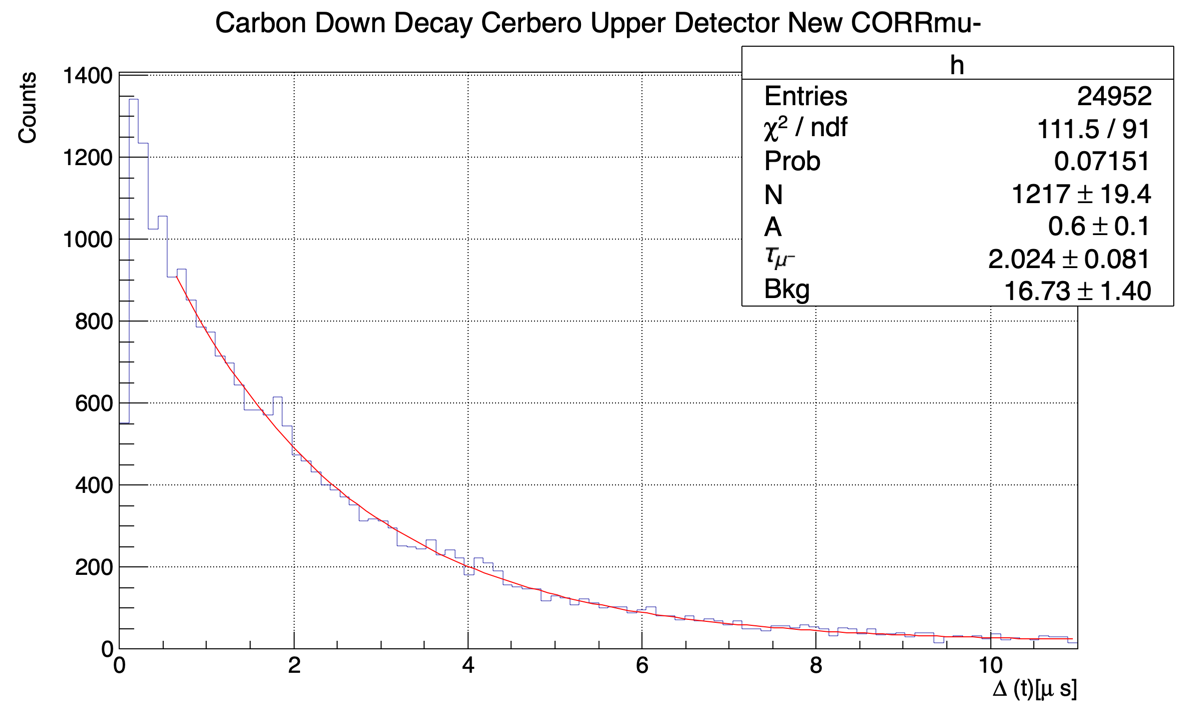 Carbon Down Decay Cerbero Upper Detector New CORRmu-
h
Entries 24952
χ² / ndf 111.5 / 91
Prob 0.07151
N 1217 ± 19.4
A 0.6 ± 0.1
τμ⁻ 2.024 ± 0.081
Bkg 16.73 ± 1.40
Counts
1400
1200
1000
800
600
400
200
0
0 2 4 6 8 10
Δ (t)[μ s]